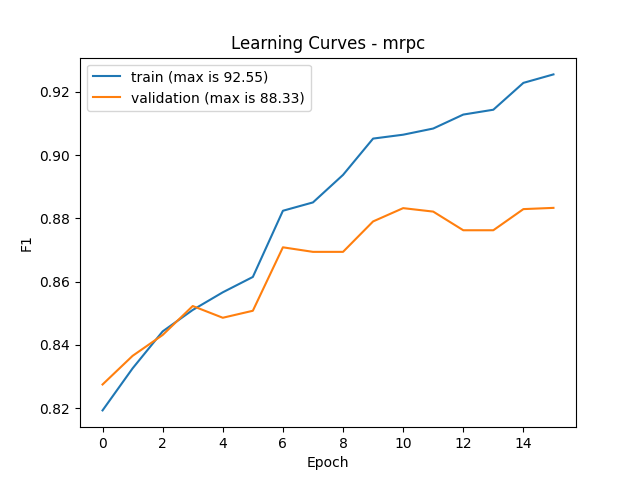 Learning Curves - mrpc
train (max is 92.55)
validation (max is 88.33)
F1
0.92
0.90
0.88
0.86
0.84
0.82
0 2 4 6 8 10 12 14
Epoch